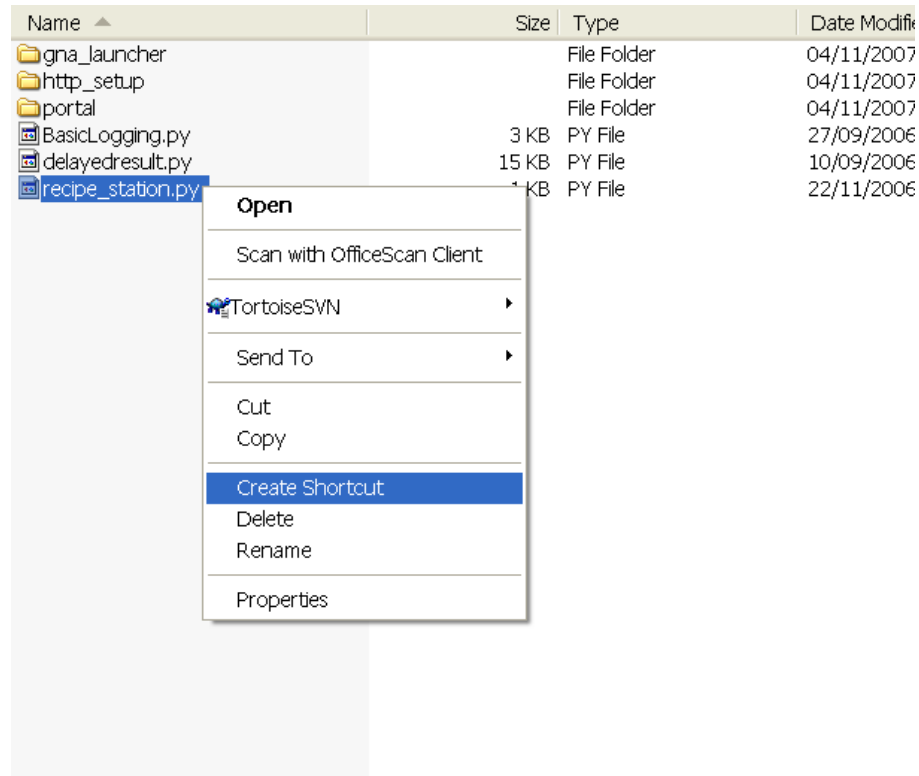 Name Size Type Date Modifie
gna_launcher File Folder 04/11/2007
http_setup File Folder 04/11/2007
portal File Folder 04/11/2007
BasicLogging.py 3 KB PY File 27/09/2006
delayedresult.py 15 KB PY File 10/09/2006
recipe_station.py KB PY File 22/11/2006
Open
Scan with OfficeScan Client
TortoiseSVN
Send To
Cut
Copy
Create Shortcut
Delete
Rename
Properties